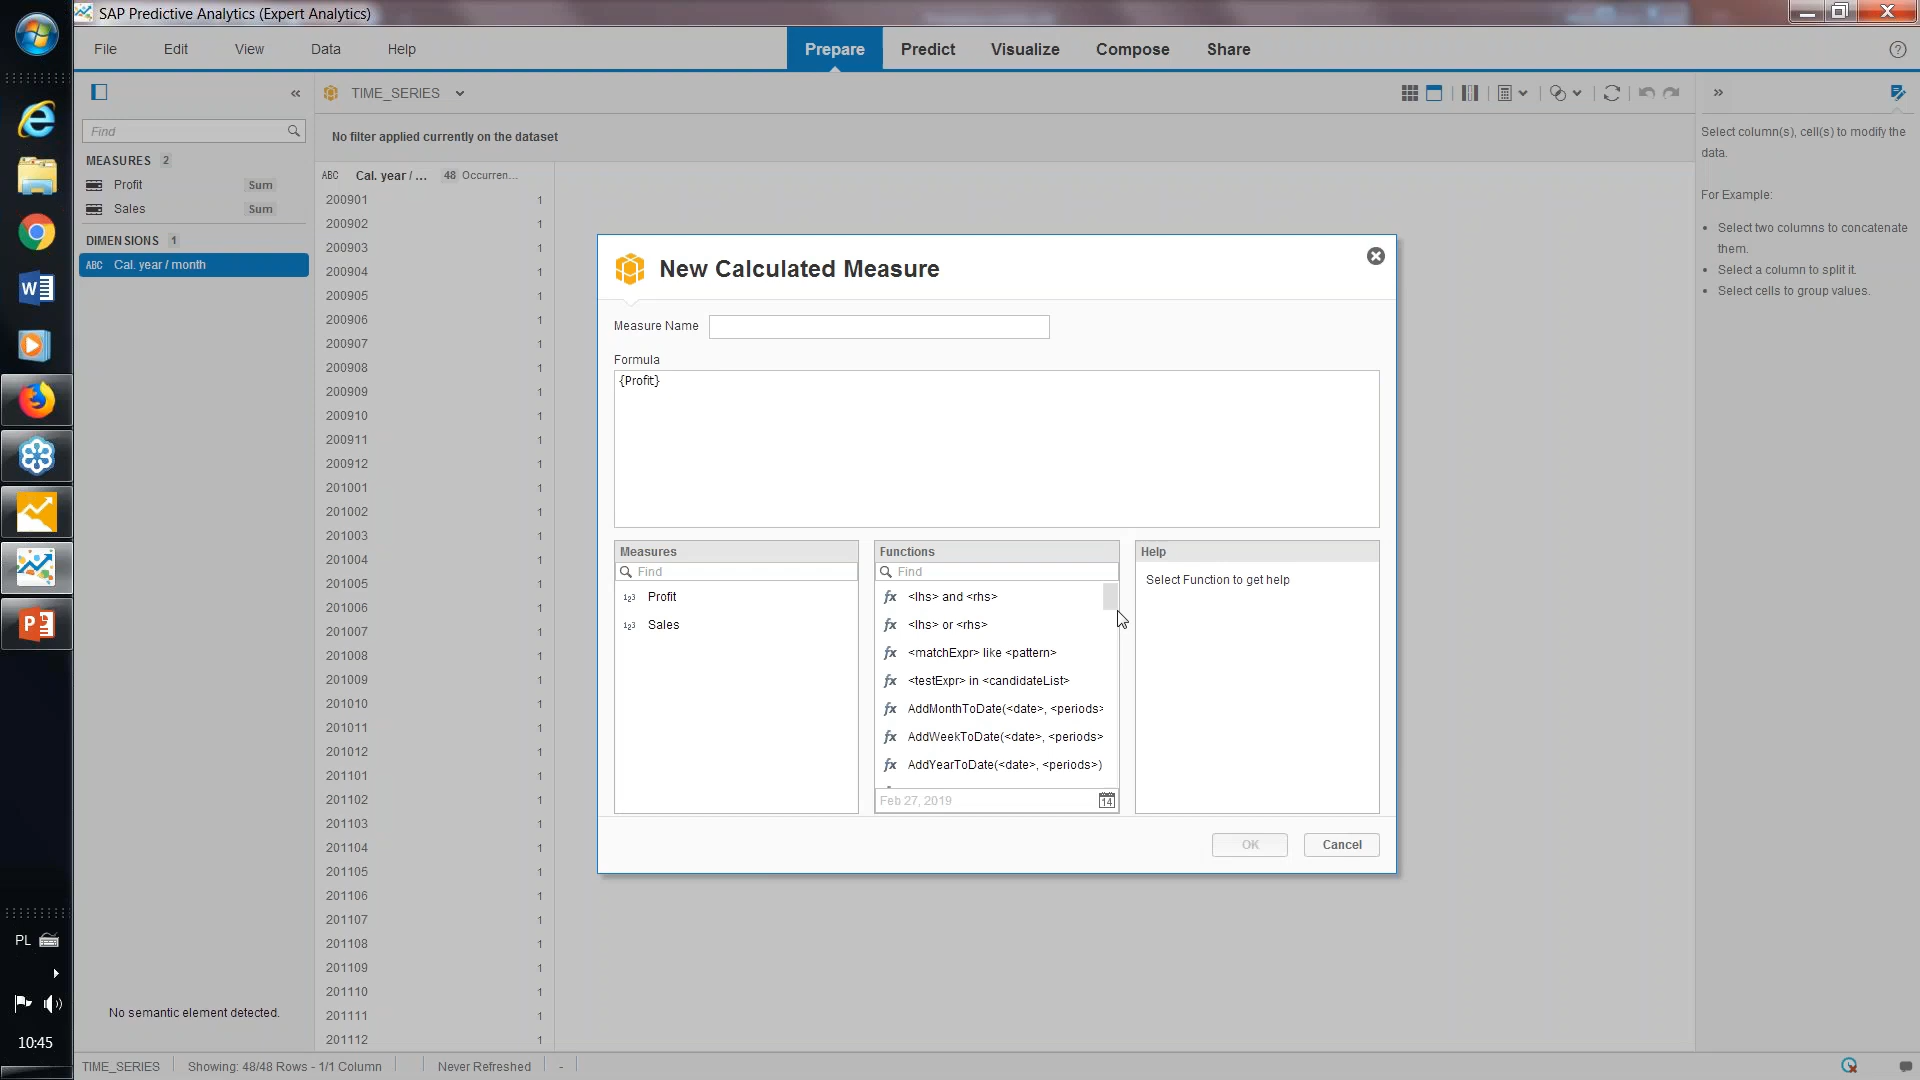 SAP Predictive Analytics (Expert Analytics)
File Edit View Data Help
Prepare Predict Visualize Compose Share
TIME_SERIES
Find
No filter applied currently on the dataset
MEASURES 2
Profit Sum
Sales Sum
DIMENSIONS 1
ABC Cal. year / month
No semantic element detected.
ABC Cal. year / ... 48 Occurren...
200901 1
200902 1
200903 1
200904 1
200905 1
200906 1
200907 1
200908 1
200909 1
200910 1
200911 1
200912 1
201001 1
201002 1
201003 1
201004 1
201005 1
201006 1
201007 1
201008 1
201009 1
201010 1
201011 1
201012 1
201101 1
201102 1
201103 1
201104 1
201105 1
201106 1
201107 1
201108 1
201109 1
201110 1
201111 1
201112 1
New Calculated Measure
Measure Name
Formula
{Profit}
Measures
Find
123 Profit
123 Sales
Functions
Find
fx <lhs> and <rhs>
fx <lhs> or <rhs>
fx <matchExpr> like <pattern>
fx <testExpr> in <candidateList>
fx AddMonthToDate(<date>, <periods>
fx AddWeekToDate(<date>, <periods>
fx AddYearToDate(<date>, <periods>)
Feb 27, 2019
14
Help
Select Function to get help
OK Cancel
Select column(s), cell(s) to modify the
data.
For Example:
• Select two columns to concatenate
them.
• Select a column to split it.
• Select cells to group values.
PL
10:45
TIME_SERIES Showing: 48/48 Rows - 1/1 Column Never Refreshed -